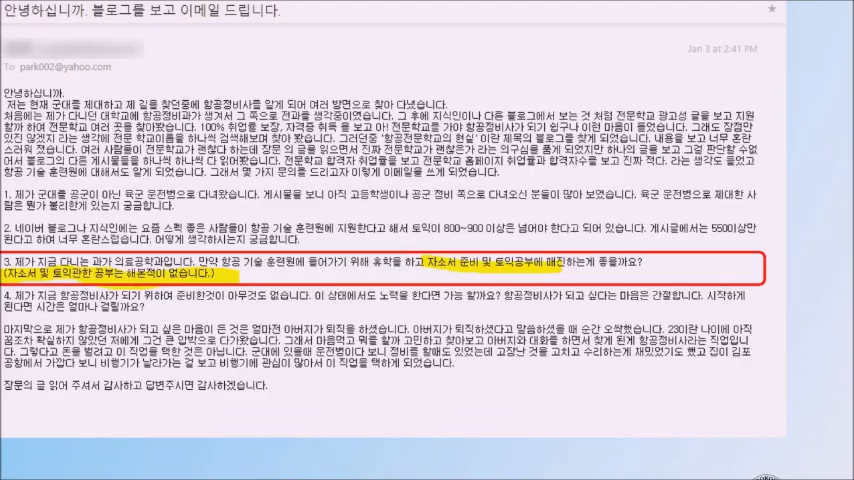 안녕하십니까. 블로그를 보고 이메일 드립니다.
Jan 3 at 2:41 PM
To park002@yahoo.com
안녕하십니까.
저는 현재 군대를 제대하고 제 길을 찾던중에 항공정비사를 알게 되어 여러 방면으로 찾아 다녔습니다.
처음에는 제가 다니던 대학교에 항공정비과가 생겨서 그 쪽으로 전과를 생각중이였습니다. 그 후에 지식인이나 다른 블로그에서 보는 것 처럼 전문학교 광고성 글을 보고 지원
할까 하여 전문학교 여러 곳을 찾아봤습니다. 100% 취업률 보장, 자격증 취득 을 보고 아! 전문학교를 가야 항공정비사가 되기 쉽구나 이런 마음이 들었습니다. 그래도 장점만
있진 않겠지 라는 생각에 전문 학교이름을 하나씩 검색해보며 찾아 봤습니다. 그러던중 '항공전문학교의 현실' 이란 제목의 블로그를 찾게 되었습니다. 내용을 보고 너무 혼란
스러워 졌습니다. 여러 사람들이 전문학교가 괜찮다 하는데 장문 의 글을 읽으면서 진짜 전문학교가 괜찮은가 라는 의구심을 품게 되었지만 하나의 글을 보고 그걸 판단할 수없
어서 블로그의 다른 게시물들을 하나씩 하나씩 다 읽어봤습니다. 전문학교 합격자 취업률을 보고 전문학교 홈페이지 취업률과 합격자수를 보고 진짜 적다. 라는 생각도 들었고
항공 기술 훈련원에 대해서도 알게 되었습니다. 그래서 몇 가지 문의를 드리고자 이렇게 이메일을 쓰게 되었습니다.
1. 제가 군대를 공군이 아닌 육군 운전병으로 다녀왔습니다. 게시물을 보니 아직 고등학생이나 공군 정비 쪽으로 다녀오신 분들이 많아 보였습니다. 육군 운전병으로 제대한 사
람은 뭔가 불리한게 있는지 궁금합니다.
2. 네이버 블로그나 지식인에는 요즘 스펙 좋은 사람들이 항공 기술 훈련원에 지원한다고 해서 토익이 800~900 이상은 넘어야 한다고 되어 있습니다. 게시글에서는 550이상만
된다고 하여 너무 혼란스럽습니다. 어떻게 생각하시는지 궁금합니다.
3. 제가 지금 다니는 과가 의료공학과입니다. 만약 항공 기술 훈련원에 들어가기 위해 휴학을 하고 자소서 준비 및 토익공부에 매진하는게 좋을까요?
(자소서 및 토익관한 공부는 해본적이 없습니다.)
4. 제가 지금 항공정비사가 되기 위하여 준비한것이 아무것도 없습니다. 이 상태에서도 노력을 한다면 가능 할까요? 항공정비사가 되고 싶다는 마음은 간절합니다. 시작하게
된다면 시간은 얼마나 걸릴까요?
마지막으로 제가 항공정비사가 되고 싶은 마음이 든 것은 얼마전 아버지가 퇴직을 하셨습니다. 아버지가 퇴직하셨다고 말씀하셨을 때 순간 오싹했습니다. 23이란 나이에 아직
꿈조차 확실하지 않았던 저에게 그건 큰 압박으로 다가왔습니다. 그래서 마음먹고 뭐를 할까 고민하고 찾아보고 아버지와 대화를 하면서 찾게 된게 항공정비사라는 직업입니
다. 그렇다고 돈을 벌려고 이 직업을 택한 것은 아닙니다. 군대에 있을때 운전병이다 보니 정비를 할때도 있었는데 고장난 것을 고치고 수리하는게 재밌었기도 했고 집이 김포
공항에서 가깝다 보니 비행기가 날라가는 걸 보고 비행기에 관심이 많아서 이 직업을 택하게 되었습니다.
장문의 글 읽어 주셔서 감사하고 답변주시면 감사하겠습니다.